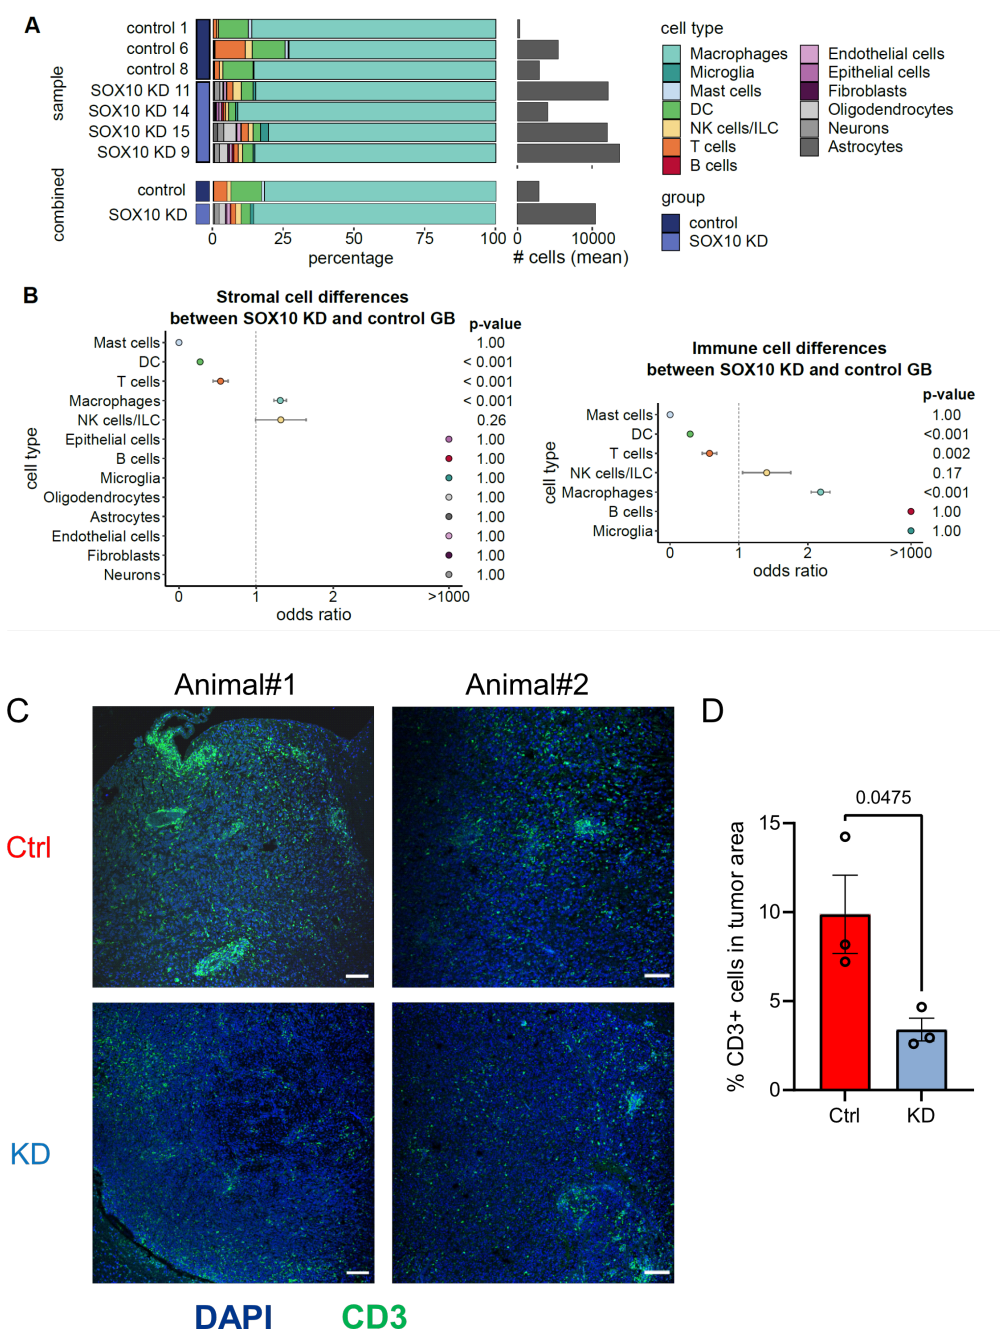 A
sample
control 1
control 6
control 8
SOX10 KD 11
SOX10 KD 14
SOX10 KD 15
SOX10 KD 9
combined
control
SOX10 KD
0 25 50 75 100
percentage
0 10000
# cells (mean)
cell type
Macrophages
Microglia
Mast cells
DC
NK cells/ILC
T cells
B cells
Endothelial cells
Epithelial cells
Fibroblasts
Oligodendrocytes
Neurons
Astrocytes
group
control
SOX10 KD
B
Stromal cell differences
between SOX10 KD and control GB
p-value
cell type
Mast cells 1.00
DC < 0.001
T cells < 0.001
Macrophages < 0.001
NK cells/ILC 0.26
Epithelial cells 1.00
B cells 1.00
Microglia 1.00
Oligodendrocytes 1.00
Astrocytes 1.00
Endothelial cells 1.00
Fibroblasts 1.00
Neurons 1.00
0 1 2 >1000
odds ratio
Immune cell differences
between SOX10 KD and control GB
p-value
cell type
Mast cells 1.00
DC <0.001
T cells 0.002
NK cells/ILC 0.17
Macrophages <0.001
B cells 1.00
Microglia 1.00
0 1 2 >1000
odds ratio
C
Animal#1 Animal#2
Ctrl
KD
DAPI CD3
D
0.0475
% CD3+ cells in tumor area
15
10
5
0
Ctrl KD